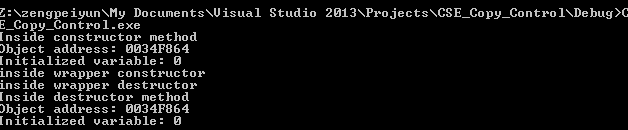 Z:\zengpeiyun\My Documents\Visual Studio 2013\Projects\CSE_Copy_Control\Debug>C
E_Copy_Control.exe
Inside constructor method
Object address: 0034F864
Initialized variable: 0
inside wrapper constructor
inside wrapper destructor
Inside destructor method
Object address: 0034F864
Initialized variable: 0